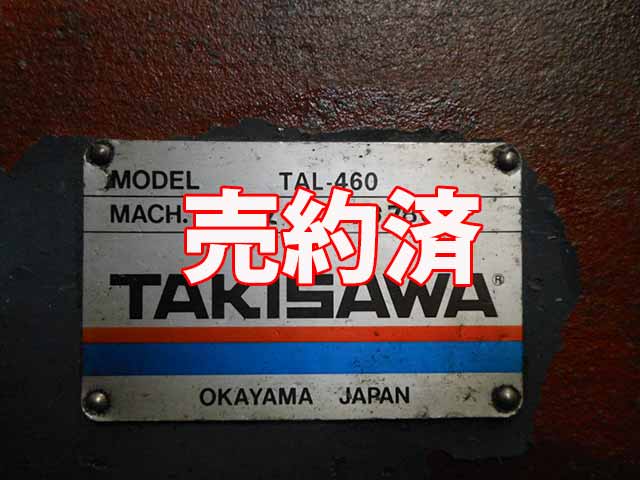 MODEL TAL-460
MACH.
売約済
TAKISAWA®
OKAYAMA JAPAN